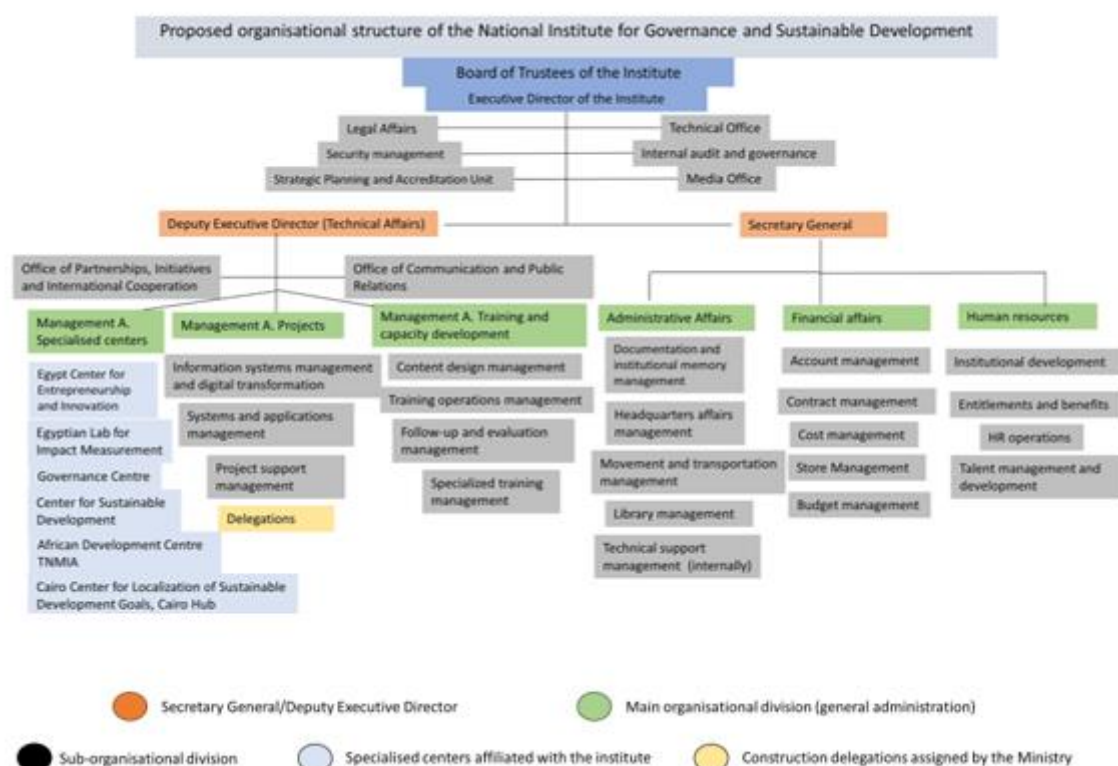 Proposed organisational structure of the National Institute for Governance and Sustainable Development
Board of Trustees of the Institute
Executive Director of the Institute
Legal Affairs
Technical Office
Security management
Internal audit and governance
Strategic Planning and Accreditation Unit
Media Office
Deputy Executive Director (Technical Affairs)
Secretary General
Office of Partnerships, Initiatives
and International Cooperation
Office of Communication and Public
Relations
Management A.
Specialised centers
Management A. Projects
Management A. Training and
capacity development
Administrative Affairs
Financial affairs
Human resources
Egypt Center for
Entrepreneurship
and Innovation
Egyptian Lab for
Impact Measurement
Governance Centre
Center for Sustainable
Development
African Development Centre
TNMIA
Cairo Center for Localization of Sustainable
Development Goals, Cairo Hub
Information systems management
and digital transformation
Systems and applications
management
Project support
management
Delegations
Content design management
Training operations management
Follow-up and evaluation
management
Specialized training
management
Documentation and
institutional memory
management
Headquarters affairs
management
Movement and transportation
management
Library management
Technical support
management (internally)
Account management
Contract management
Cost management
Store Management
Budget management
Institutional development
Entitlements and benefits
HR operations
Talent management and
development
Secretary General/Deputy Executive Director
Main organisational division (general administration)
Sub-organisational division
Specialised centers affiliated with the institute
Construction delegations assigned by the Ministry